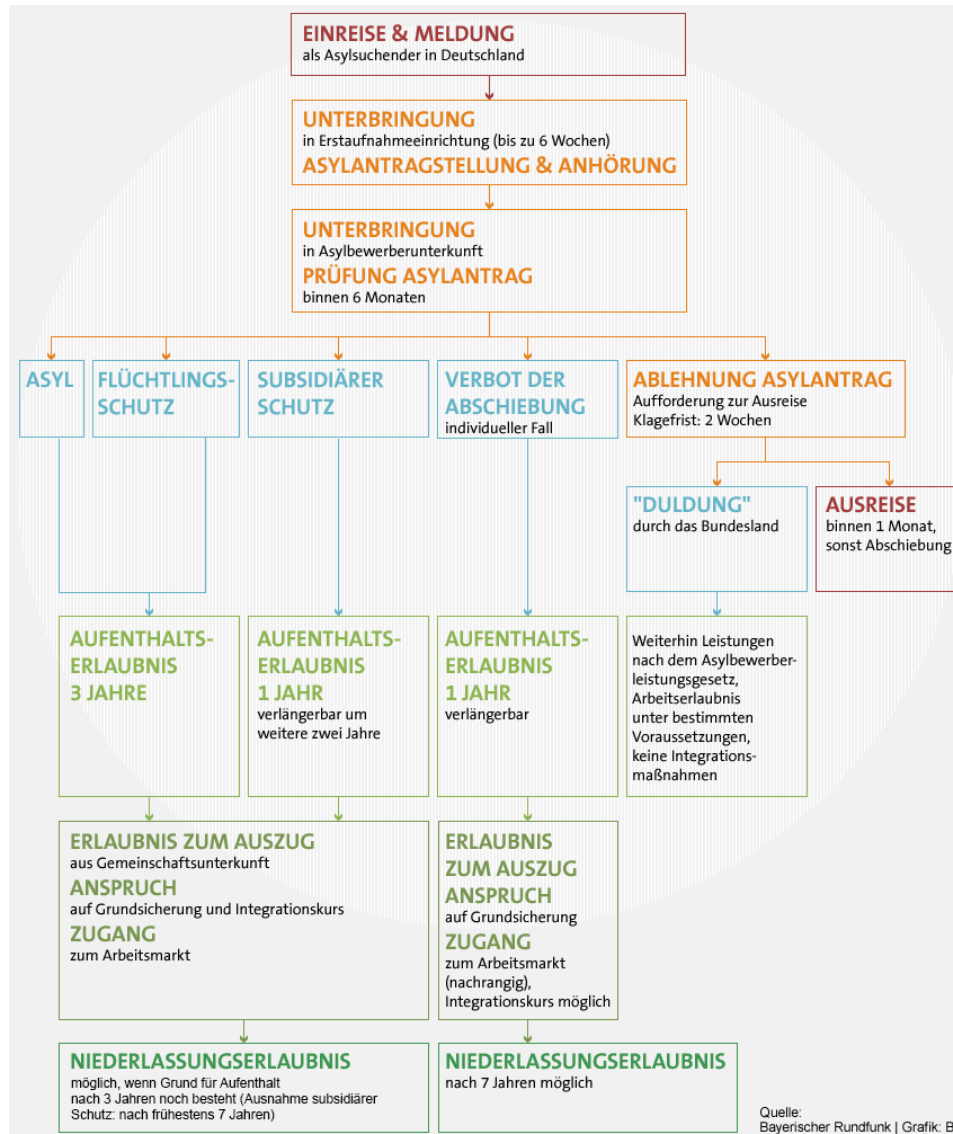 EINREISE & MELDUNG
als Asylsuchender in Deutschland
UNTERBRINGUNG
in Erstaufnahmeeinrichtung (bis zu 6 Wochen)
ASYLANTRAGSTELLUNG & ANHÖRUNG
UNTERBRINGUNG
in Asylbewerberunterkunft
PRÜFUNG ASYLANTRAG
binnen 6 Monaten
ASYL
FLÜCHTLINGS-
SCHUTZ
SUBSIDIÄRER
SCHUTZ
VERBOT DER
ABSCHIEBUNG
individueller Fall
ABLEHNUNG ASYLANTRAG
Aufforderung zur Ausreise
Klagefrist: 2 Wochen
"DULDUNG"
durch das Bundesland
AUSREISE
binnen 1 Monat,
sonst Abschiebung
AUFENTHALTS-
ERLAUBNIS
3 JAHRE
AUFENTHALTS-
ERLAUBNIS
1 JAHR
verlängerbar um
weitere zwei Jahre
AUFENTHALTS-
ERLAUBNIS
1 JAHR
verlängerbar
Weiterhin Leistungen
nach dem Asylbewerber-
leistungsgesetz,
Arbeitserlaubnis
unter bestimmten
Voraussetzungen,
keine Integrations-
maßnahmen
ERLAUBNIS ZUM AUSZUG
aus Gemeinschaftsunterkunft
ANSPRUCH
auf Grundsicherung und Integrationskurs
ZUGANG
zum Arbeitsmarkt
ERLAUBNIS
ZUM AUSZUG
ANSPRUCH
auf Grundsicherung
ZUGANG
zum Arbeitsmarkt
(nachrangig),
Integrationskurs möglich
NIEDERLASSUNGSERLAUBNIS
möglich, wenn Grund für Aufenthalt
nach 3 Jahren noch besteht (Ausnahme subsidiärer
Schutz: nach frühestens 7 Jahren)
NIEDERLASSUNGSERLAUBNIS
nach 7 Jahren möglich
Quelle:
Bayerischer Rundfunk | Grafik: B